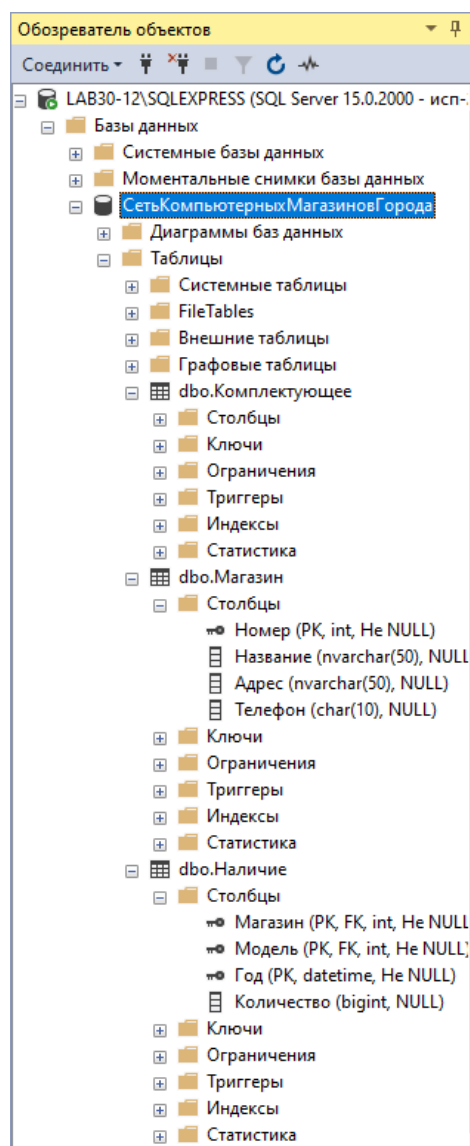 Обозреватель объектов
Соединить
LAB30-12\SQLEXPRESS (SQL Server 15.0.2000 - исп-
Базы данных
Системные базы данных
Моментальные снимки базы данных
СетьКомпьютерныхМагазиновГорода
Диаграммы баз данных
Таблицы
Системные таблицы
FileTables
Внешние таблицы
Графовые таблицы
dbo.Комплектующее
Столбцы
Ключи
Ограничения
Триггеры
Индексы
Статистика
dbo.Магазин
Столбцы
Номер (PK, int, Не NULL)
Название (nvarchar(50), NULL
Адрес (nvarchar(50), NULL)
Телефон (char(10), NULL)
Ключи
Ограничения
Триггеры
Индексы
Статистика
dbo.Наличие
Столбцы
Магазин (PK, FK, int, Не NULL
Модель (PK, FK, int, Не NULL)
Год (PK, datetime, Не NULL)
Количество (bigint, NULL)
Ключи
Ограничения
Триггеры
Индексы
Статистика